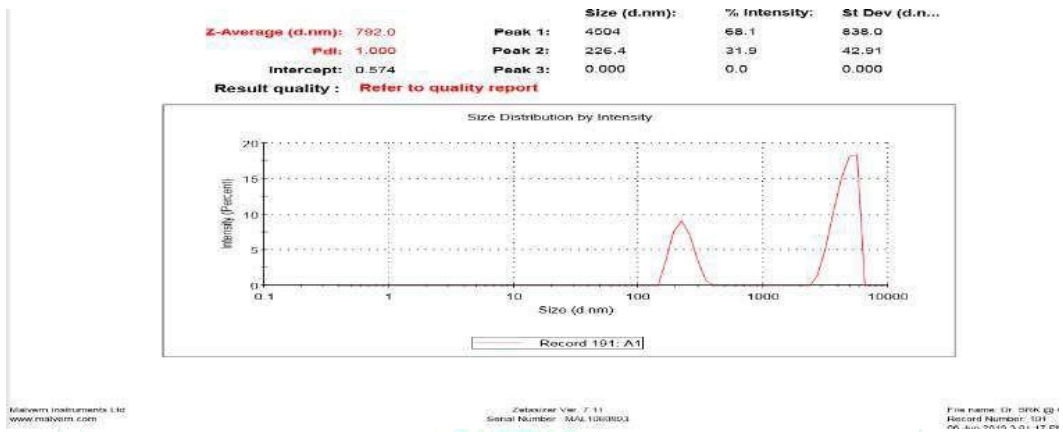 Size (d.nm): % Intensity: St Dev (d.n...
Z-Average (d.nm): 792.0 Peak 1: 4504 68.1 838.0
PdI: 1.000 Peak 2: 226.4 31.9 42.91
Intercept: 0.574 Peak 3: 0.000 0.0 0.000
Result quality : Refer to quality report
Size Distribution by Intensity
Intensity (Percent)
20
15
10
5
0
0.1 1 10 100 1000 10000
Size (d.nm)
Record 191: A1
Malvern Instruments Ltd Zetasizer Ver. 7.11 File name: Dr. SRK @
www.malvern.com Serial Number : Record Number: 191
06 Jun 2019